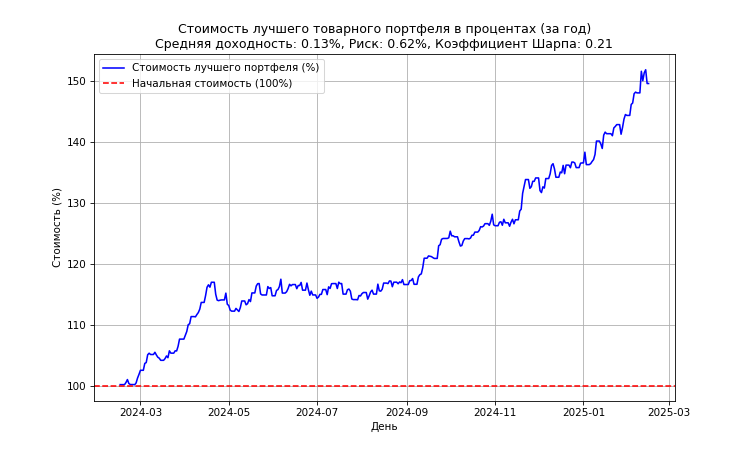 Стоимость лучшего товарного портфеля в процентах (за год)
Средняя доходность: 0.13%, Риск: 0.62%, Коэффициент Шарпа: 0.21
Стоимость лучшего портфеля (%)
Начальная стоимость (100%)
Стоимость (%)
150
140
130
120
110
100
2024-03
2024-05
2024-07
2024-09
2024-11
2025-01
2025-03
День